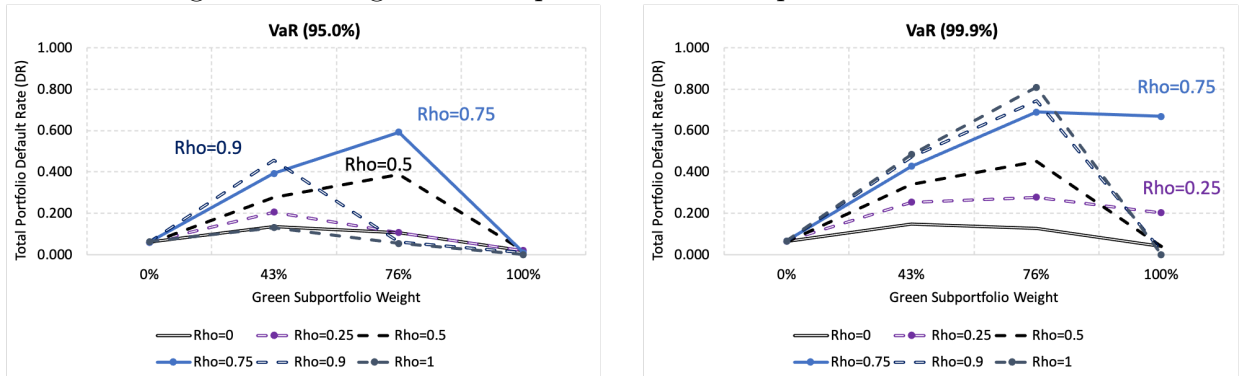 VaR (95.0%)
Total Portfolio Default Rate (DR)
1.000
0.800
0.600
0.400
0.200
0.000
Rho=0.75
Rho=0.9
Rho=0.5
0% 43% 76% 100%
Green Subportfolio Weight
Rho=0 Rho=0.25 Rho=0.5
Rho=0.75 Rho=0.9 Rho=1
VaR (99.9%)
Total Portfolio Default Rate (DR)
1.000
0.800
0.600
0.400
0.200
0.000
Rho=0.75
Rho=0.25
0% 43% 76% 100%
Green Subportfolio Weight
Rho=0 Rho=0.25 Rho=0.5
Rho=0.75 Rho=0.9 Rho=1